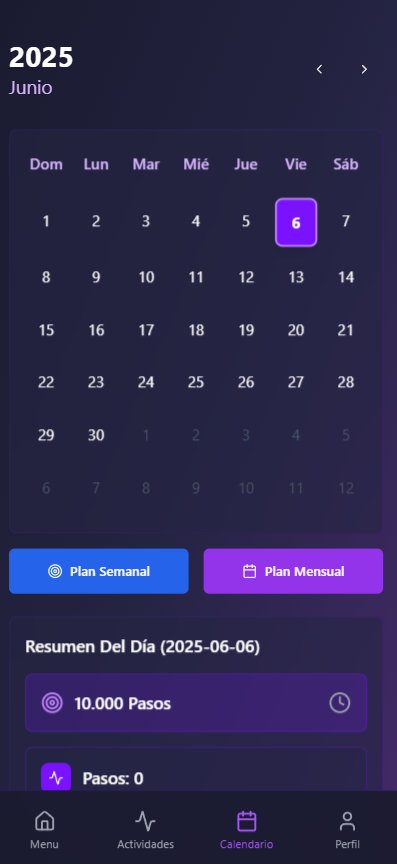 2025
Junio
Dom Lun Mar Mié Jue Vie Sáb
1 2 3 4 5 6 7
8 9 10 11 12 13 14
15 16 17 18 19 20 21
22 23 24 25 26 27 28
29 30 1 2 3 4 5
6 7 8 9 10 11 12
Plan Semanal Plan Mensual
Resumen Del Día (2025-06-06)
10.000 Pasos
Pasos: 0
Menu Actividades Calendario Perfil